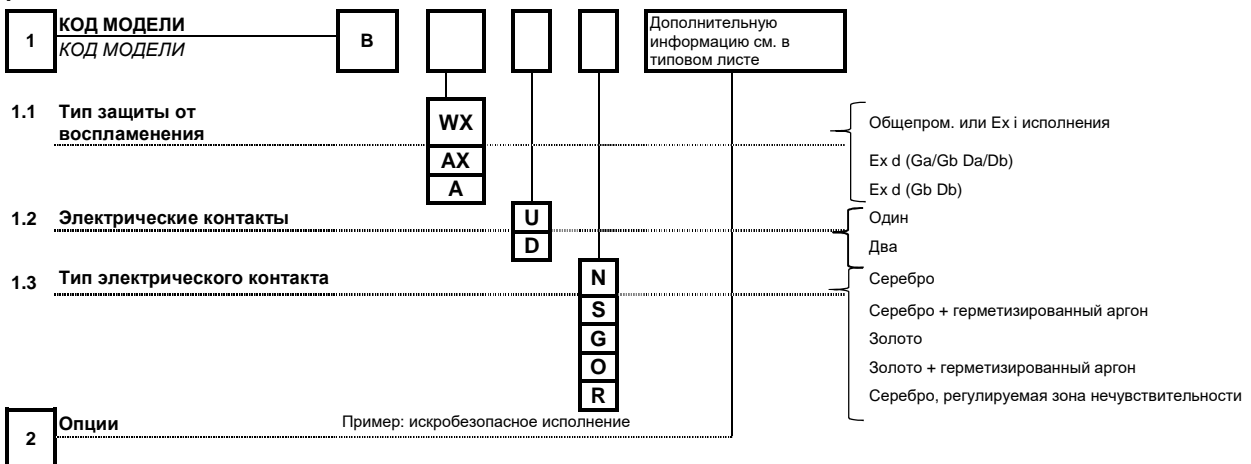 1
КОД МОДЕЛИ
КОД МОДЕЛИ
B
Дополнительную
информацию см. в
типовом листе
1.1 Тип защиты от
воспламенения
WX
Общепром. или Ex i исполнения
AX
Ex d (Ga/Gb Da/Db)
A
Ex d (Gb Db)
1.2 Электрические контакты
U
Один
D
Два
1.3 Тип электрического контакта
N
Серебро
S
Серебро + герметизированный аргон
G
Золото
O
Золото + герметизированный аргон
R
Серебро, регулируемая зона нечувствительности
2
Опции
Пример: искробезопасное исполнение